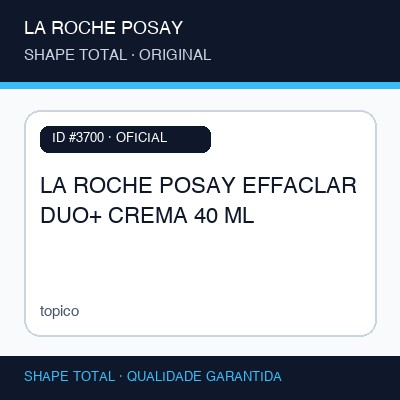 LA ROCHE POSAY
SHAPE TOTAL · ORIGINAL
ID #3700 · OFICIAL
LA ROCHE POSAY EFFACLAR
DUO+ CREMA 40 ML
topico
SHAPE TOTAL · QUALIDADE GARANTIDA